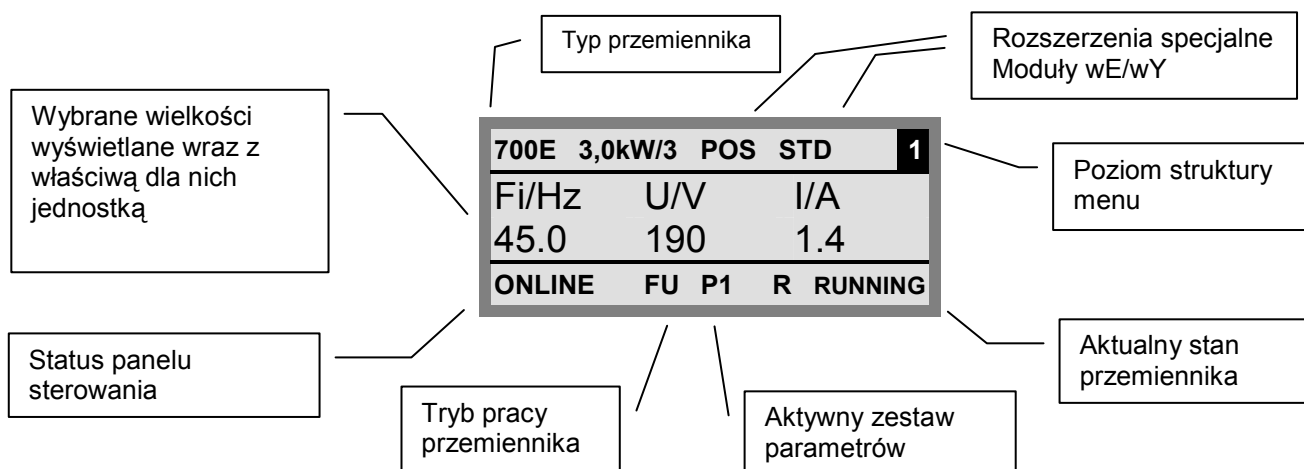 Typ przemiennika
Rozszerzenia specjalne
Moduły wE/wY
Wybrane wielkości
wyświetlane wraz z
właściwą dla nich
jednostką
700E 3,0kW/3 POS STD 1
Fi/Hz U/V I/A
45.0 190 1.4
ONLINE FU P1 R RUNNING
Poziom struktury
menu
Status panelu
sterowania
Tryb pracy
przemiennika
Aktywny zestaw
parametrów
Aktualny stan
przemiennika